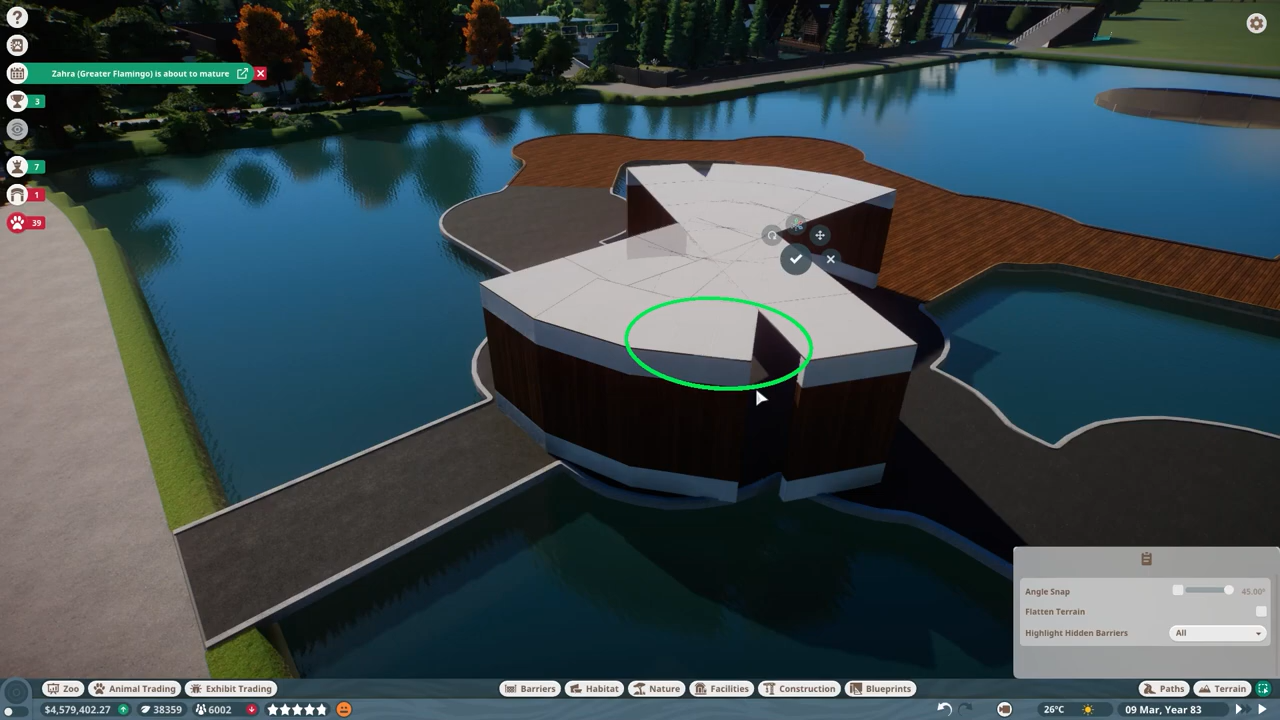 Zahra (Greater Flamingo) is about to mature
3
7
1
39
Angle Snap 45.00°
Flatten Terrain
Highlight Hidden Barriers All
Zoo Animal Trading Exhibit Trading Barriers Habitat Nature Facilities Construction Blueprints Paths Terrain
$4,579,402.27 38359 6002 26°C 09 Mar, Year 83